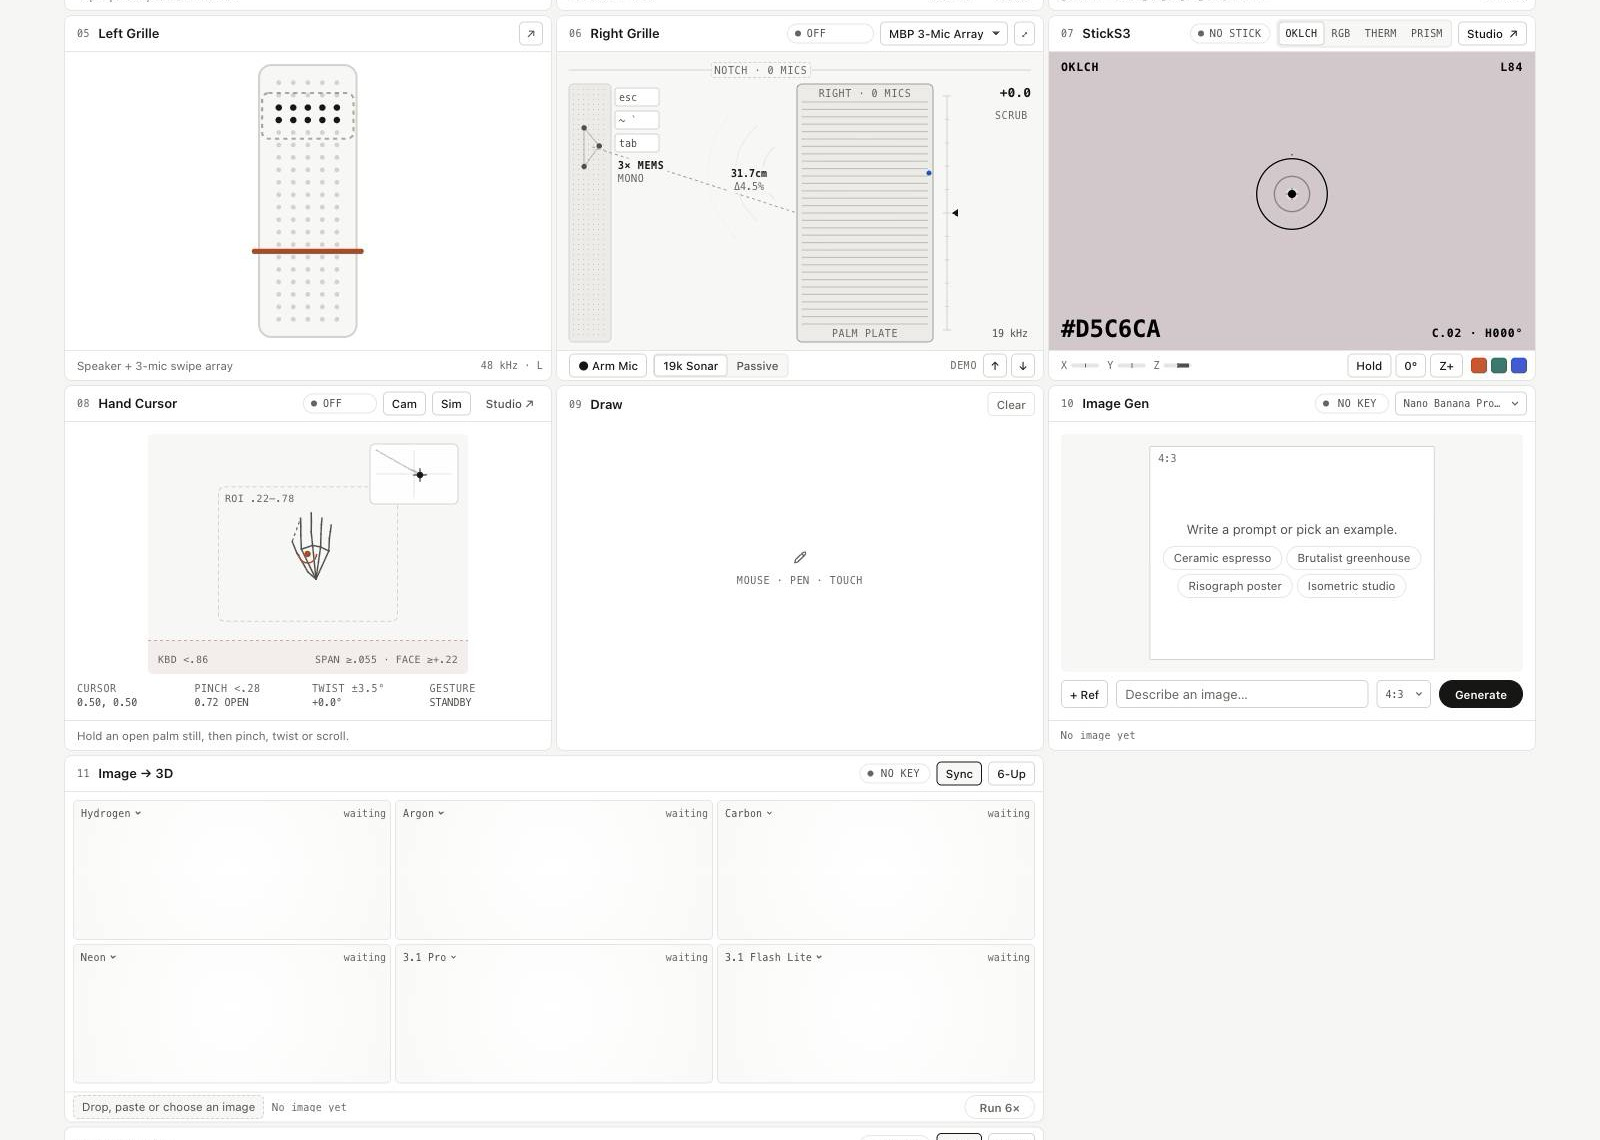 05 Left Grille ↗
Speaker + 3-mic swipe array 48 kHz · L
06 Right Grille OFF MBP 3-Mic Array
NOTCH · 0 MICS
esc
~ `
tab
3× MEMS
MONO
31.7cm
Δ4.5%
RIGHT · 0 MICS
PALM PLATE
+0.0
SCRUB
19 kHz
Arm Mic 19k Sonar Passive DEMO ↑ ↓
07 StickS3 NO STICK OKLCH RGB THERM PRISM Studio ↗
OKLCH L84
#D5C6CA C.02 · H000°
X Y Z Hold 0° Z+
08 Hand Cursor OFF Cam Sim Studio ↗
ROI .22–.78
KBD <.86 SPAN ≥.055 · FACE ≥+.22
CURSOR PINCH <.28 TWIST ±3.5° GESTURE
0.50, 0.50 0.72 OPEN +0.0° STANDBY
Hold an open palm still, then pinch, twist or scroll.
09 Draw Clear
MOUSE · PEN · TOUCH
10 Image Gen NO KEY Nano Banana Pro…
4:3
Write a prompt or pick an example.
Ceramic espresso Brutalist greenhouse
Risograph poster Isometric studio
+ Ref Describe an image… 4:3 Generate
No image yet
11 Image → 3D NO KEY Sync 6-Up
Hydrogen waiting Argon waiting Carbon waiting
Neon waiting 3.1 Pro waiting 3.1 Flash Lite waiting
Drop, paste or choose an image No image yet Run 6×